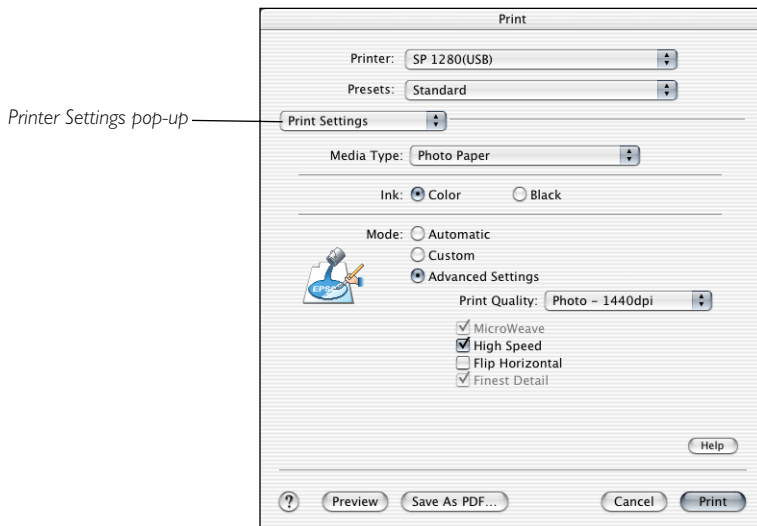 Print
Printer: SP 1280(USB)
Presets: Standard
Printer Settings pop-up
Print Settings
Media Type: Photo Paper
Ink: Color Black
Mode: Automatic
Custom
Advanced Settings
EPSO
Print Quality: Photo – 1440dpi
MicroWeave
High Speed
Flip Horizontal
Finest Detail
Help
? Preview Save As PDF... Cancel Print